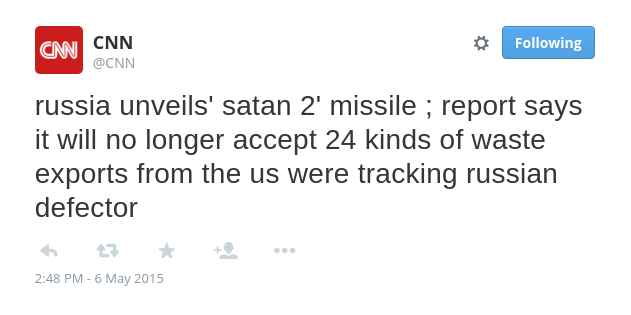 CNN
CNN
@CNN
Following
russia unveils' satan 2' missile ; report says
it will no longer accept 24 kinds of waste
exports from the us were tracking russian
defector
2:48 PM - 6 May 2015